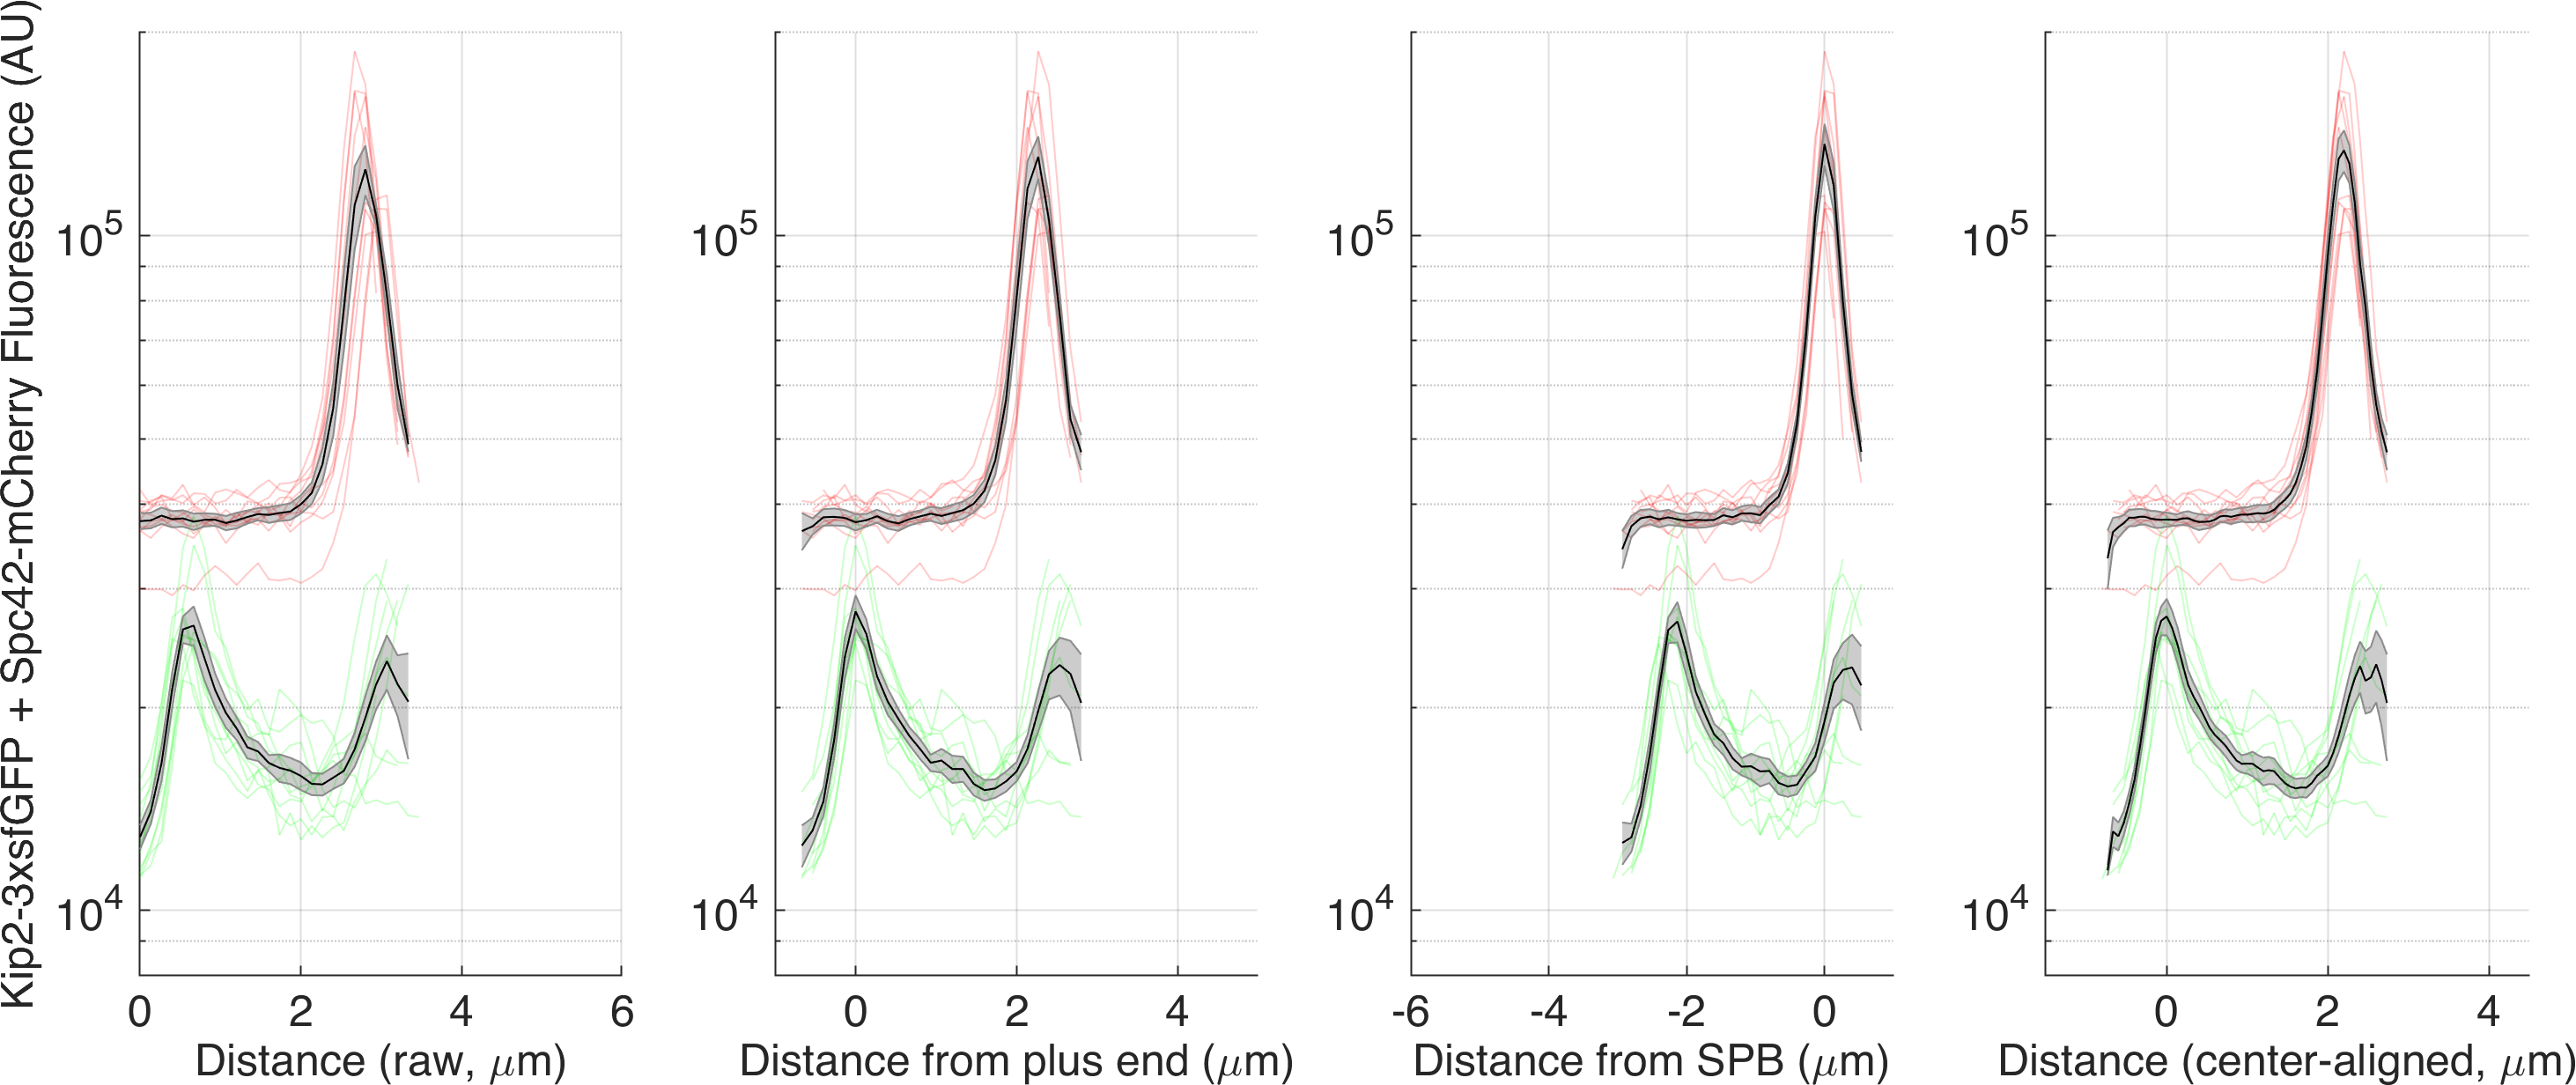 Kip2-3xsfGFP + Spc42-mCherry Fluorescence (AU)
10^5
10^4
0 2 4 6
Distance (raw, μm)
10^5
10^4
0 2 4
Distance from plus end (μm)
10^5
10^4
-6 -4 -2 0
Distance from SPB (μm)
10^5
10^4
0 2 4
Distance (center-aligned, μm)